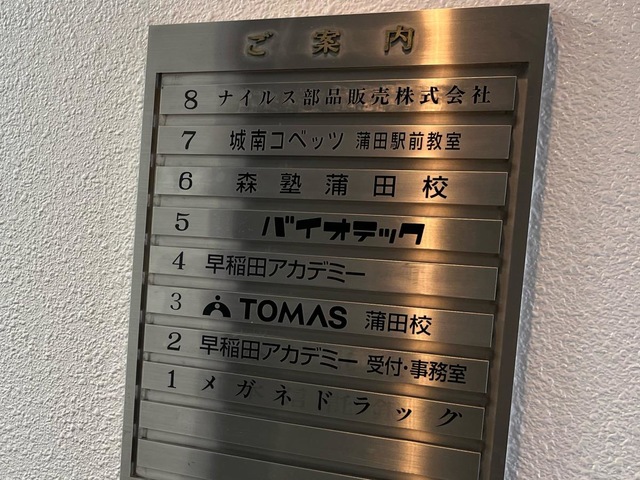 ご案内
8 ナイルス部品販売株式会社
7 城南コベッツ 蒲田駅前教室
6 森塾蒲田校
5 バイオテック
4 早稲田アカデミー
3 TOMAS 蒲田校
2 早稲田アカデミー 受付・事務室
1 メガネドラッグ